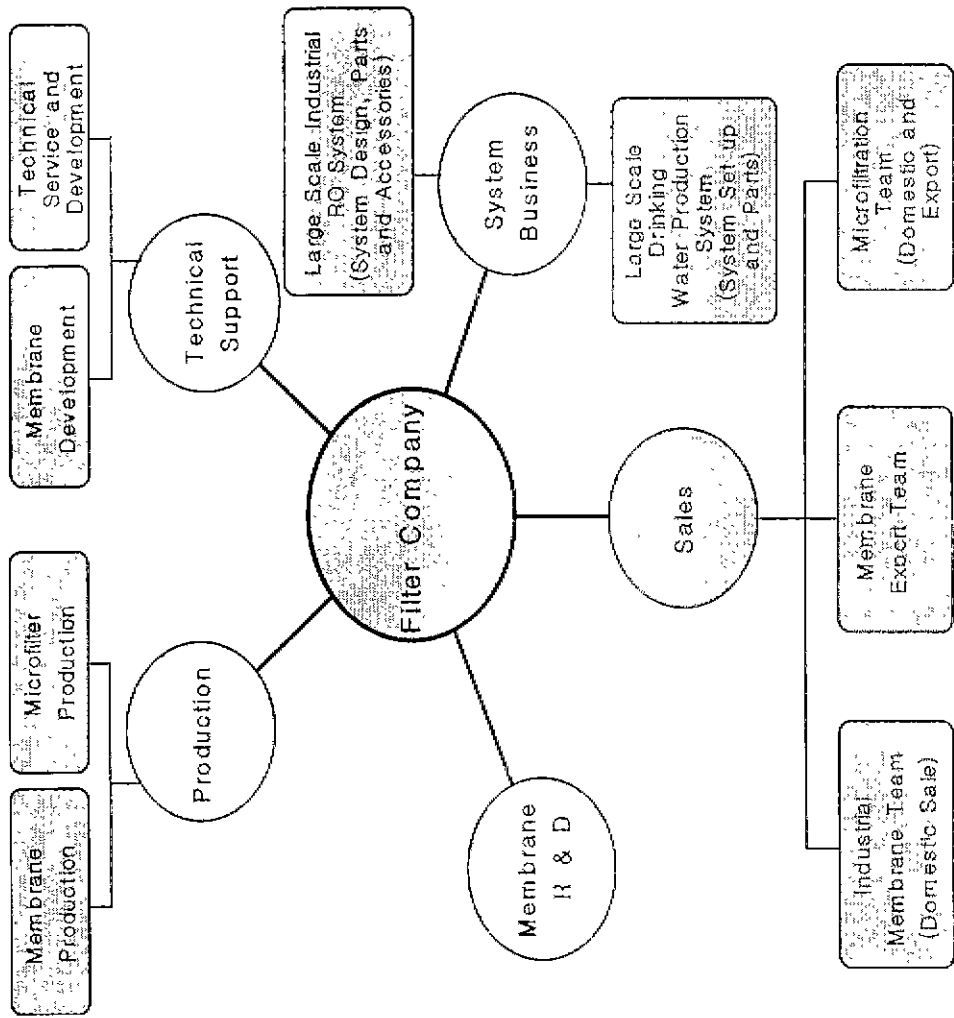 Membrane
Production
Microfilter
Production
Membrane
Development
Technical
Service and
Development
Production
Technical
Support
Large Scale Industrial
RO System
(System Design, Parts
and Accessories)
Filter Company
System
Business
Membrane
R & D
Sales
Large Scale
Drinking
Water Production
System
(System Set-up
and Parts)
Industrial
Membrane Team
(Domestic Sale)
Membrane
Export Team
Microfiltration
Team
(Domestic and
Export)